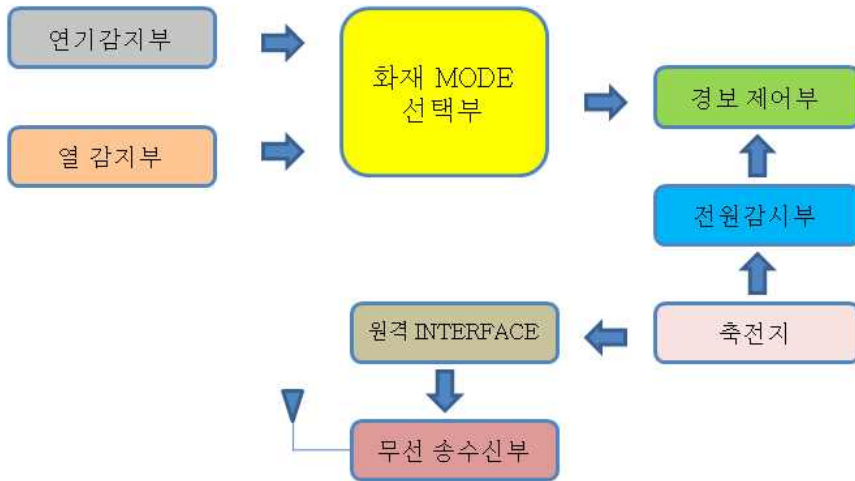 연기감지부
화재 MODE
선택부
경보 제어부
열 감지부
전원감시부
원격 INTERFACE
축전지
무선 송수신부